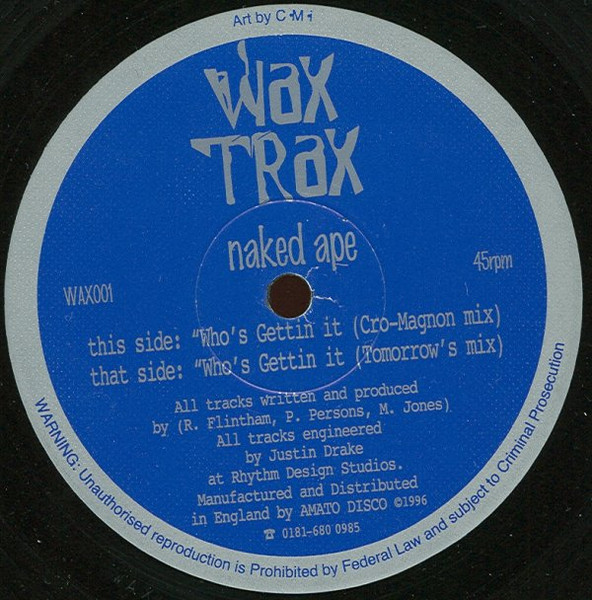 Art by C•M•i
Wax
Trax
naked ape
WAX001
45rpm
this side: "Who's Gettin it (Cro-Magnon mix)
that side: "Who's Gettin it (Tomorrow's mix)
All tracks written and produced
by (R. Flintham, P. Persons, M. Jones)
All tracks engineered
by Justin Drake
at Rhythm Design Studios.
Manufactured and Distributed
in England by AMATO DISCO ©1996
☎ 0181-680 0985
WARNING: Unauthorised reproduction is Prohibited by Federal Law and subject to Criminal Prosecution